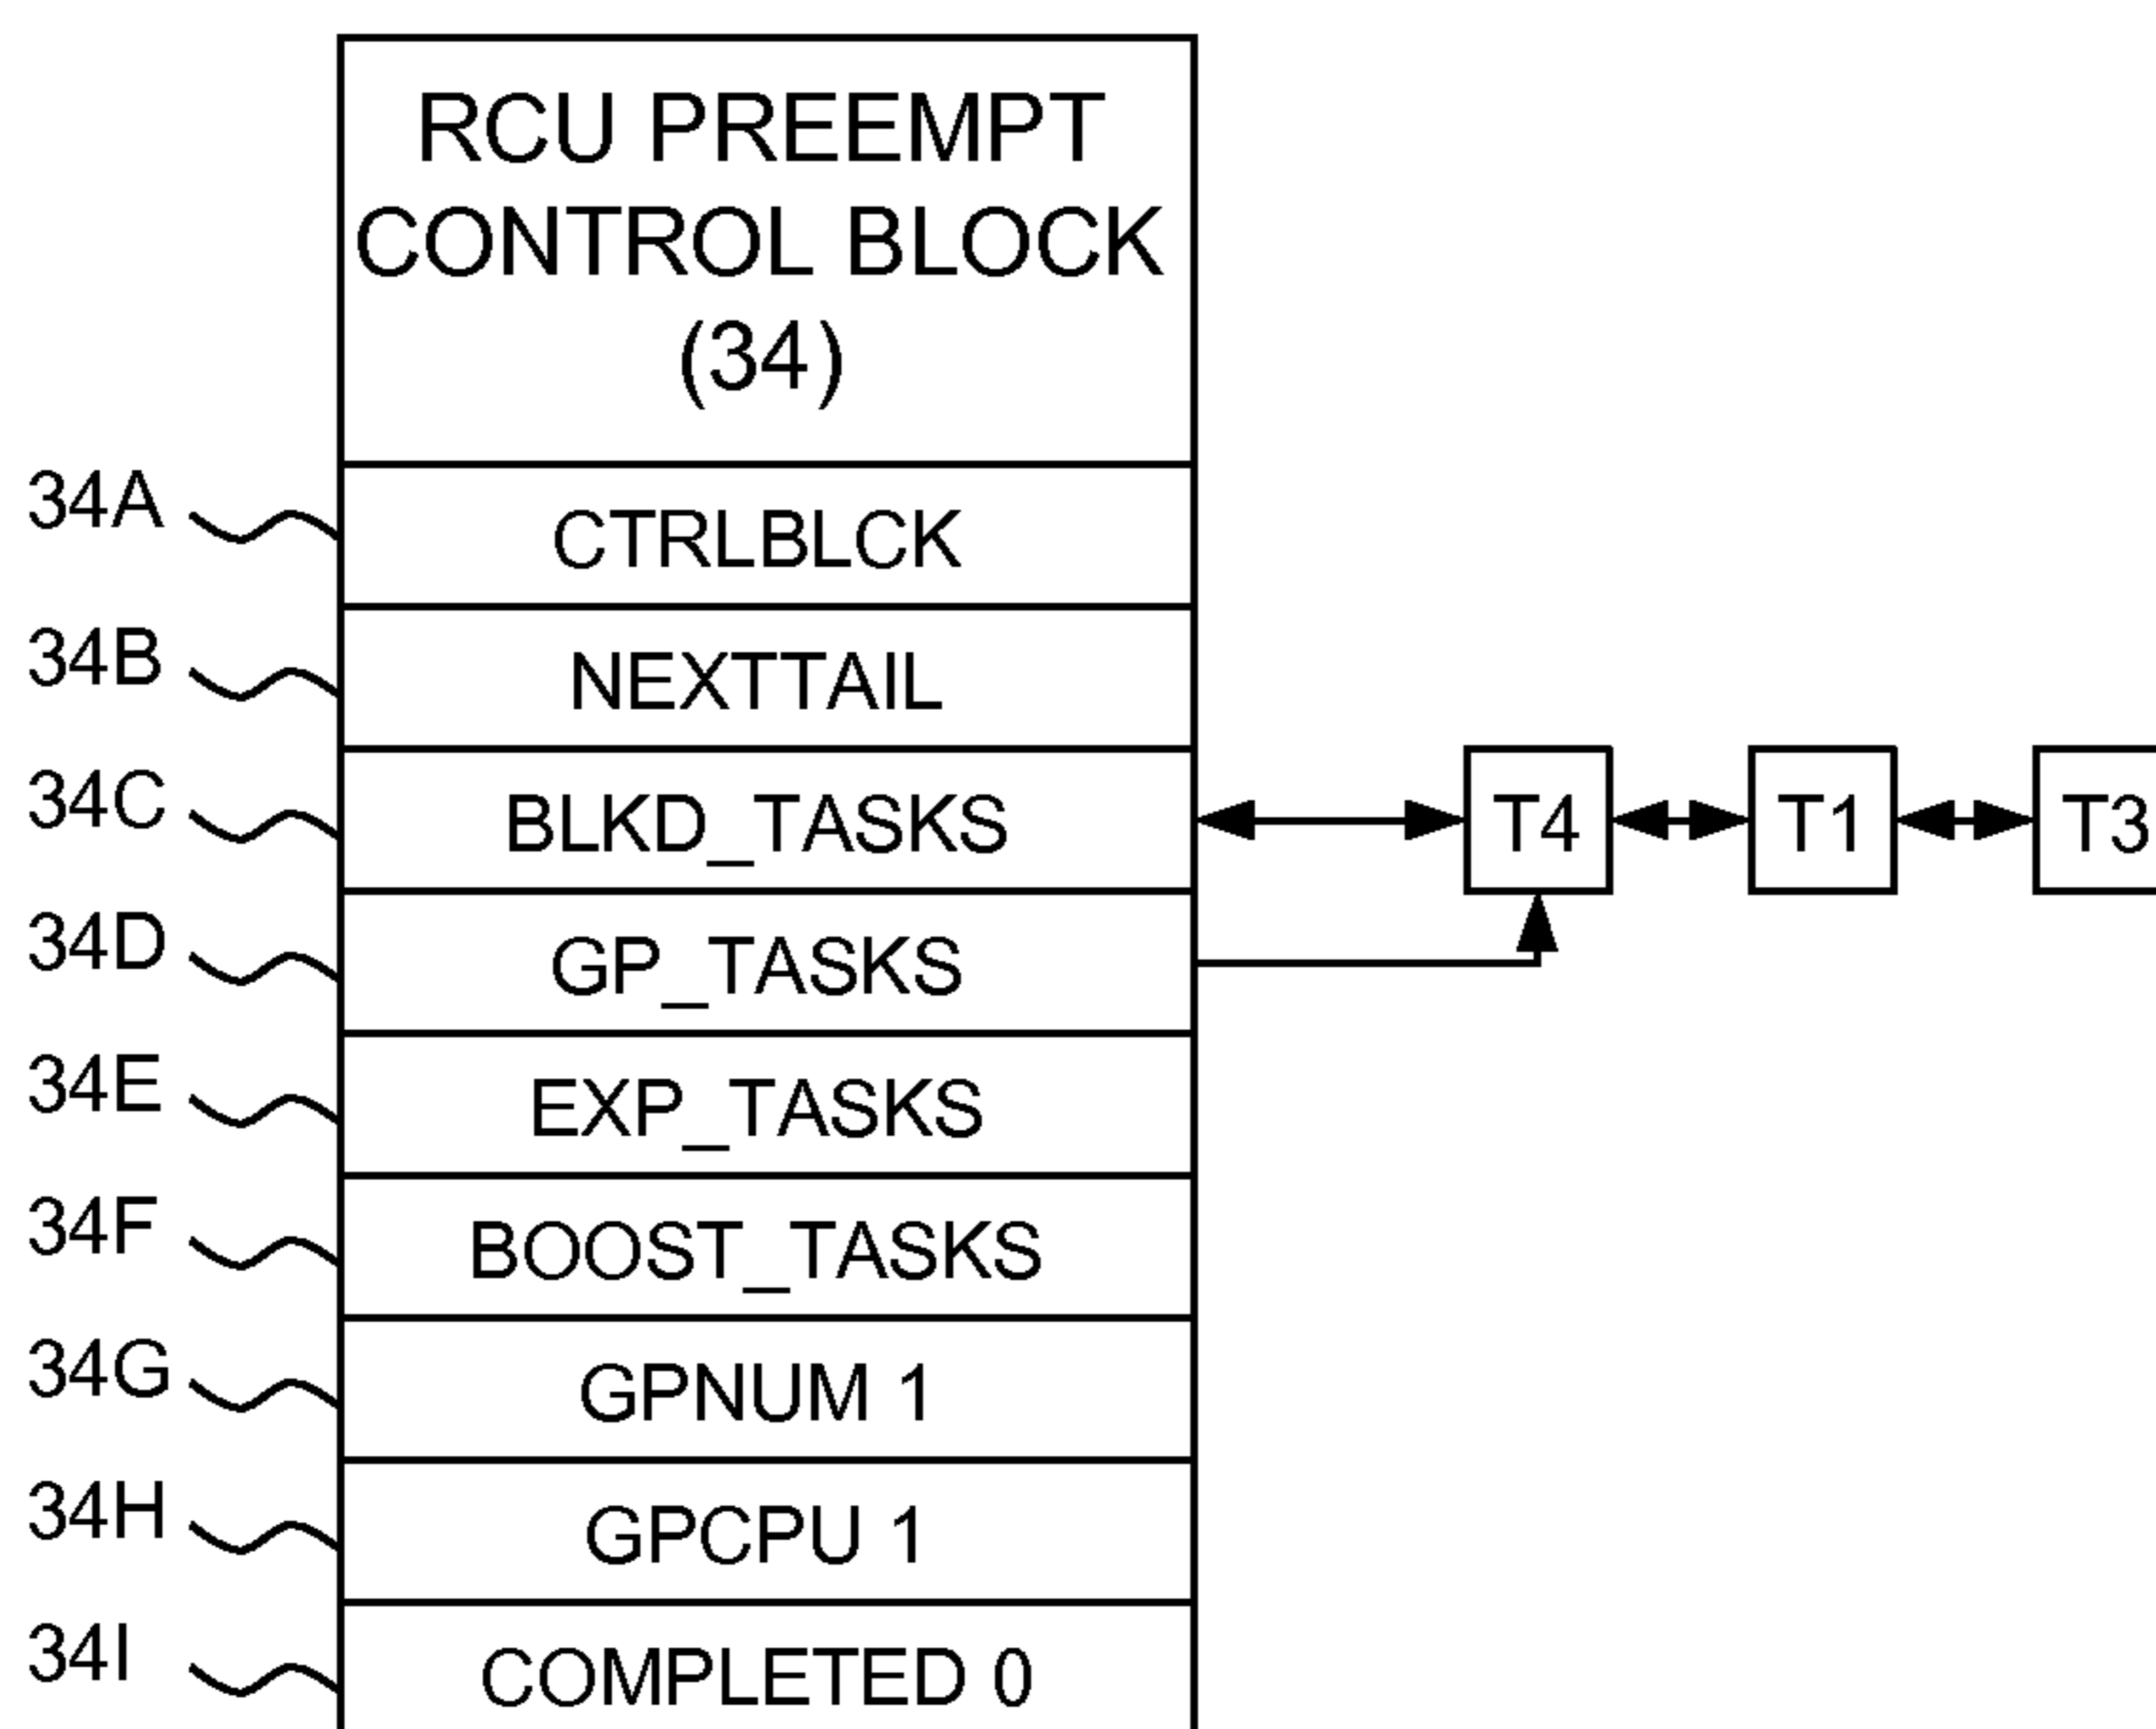 RCU PREEMPT
CONTROL BLOCK
(34)
34A CTRLBLCK
34B NEXTTAIL
34C BLKD_TASKS T4 T1 T3
34D GP_TASKS
34E EXP_TASKS
34F BOOST_TASKS
34G GPNUM 1
34H GPCPU 1
34I COMPLETED 0